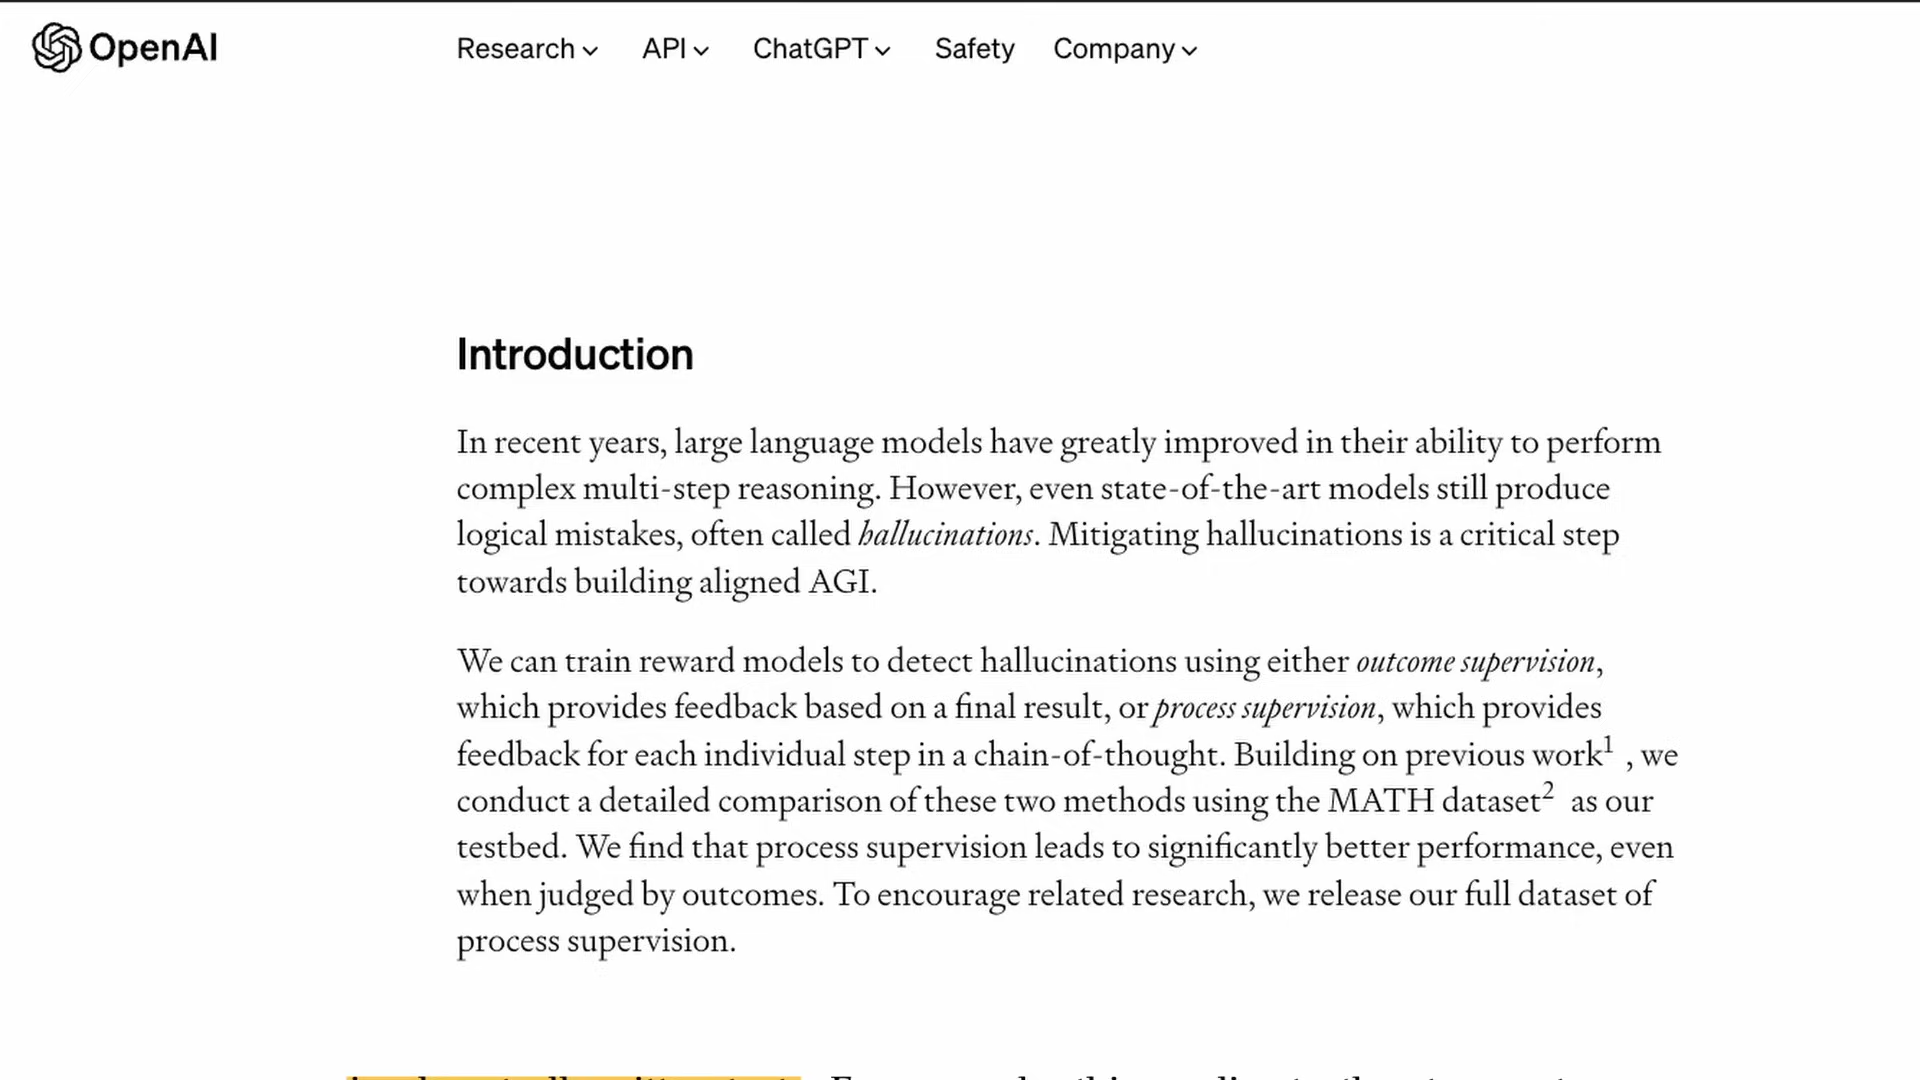 OpenAI Research API ChatGPT Safety Company
Introduction
In recent years, large language models have greatly improved in their ability to perform
complex multi-step reasoning. However, even state-of-the-art models still produce
logical mistakes, often called hallucinations. Mitigating hallucinations is a critical step
towards building aligned AGI.
We can train reward models to detect hallucinations using either outcome supervision,
which provides feedback based on a final result, or process supervision, which provides
feedback for each individual step in a chain-of-thought. Building on previous work1 , we
conduct a detailed comparison of these two methods using the MATH dataset2 as our
testbed. We find that process supervision leads to significantly better performance, even
when judged by outcomes. To encourage related research, we release our full dataset of
process supervision.